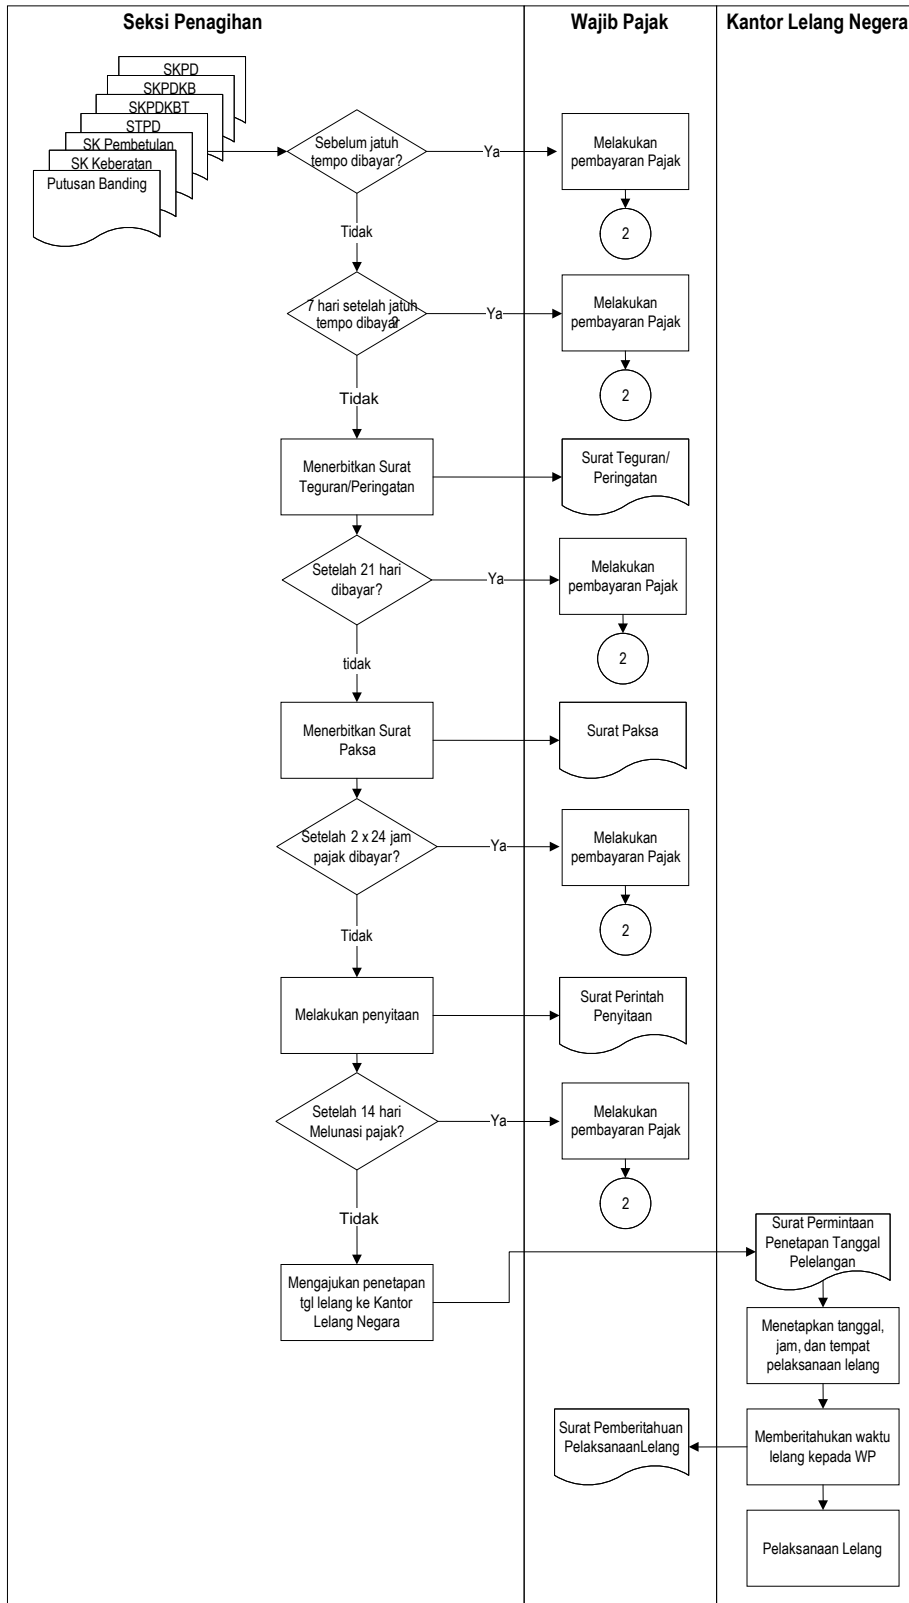 Seksi Penagihan
Wajib Pajak
Kantor Lelang Negera
SKPD
SKPDKB
SKPDKBT
STPD
SK Pembetulan
SK Keberatan
Putusan Banding
Sebelum jatuh
tempo dibayar?
Ya
Melakukan
pembayaran Pajak
2
Tidak
7 hari setelah jatuh
tempo dibayar?
Ya
Melakukan
pembayaran Pajak
2
Tidak
Menerbitkan Surat
Teguran/Peringatan
Surat Teguran/
Peringatan
Setelah 21 hari
dibayar?
Ya
Melakukan
pembayaran Pajak
2
tidak
Menerbitkan Surat
Paksa
Surat Paksa
Setelah 2 x 24 jam
pajak dibayar?
Ya
Melakukan
pembayaran Pajak
2
Tidak
Melakukan penyitaan
Surat Perintah
Penyitaan
Setelah 14 hari
Melunasi pajak?
Ya
Melakukan
pembayaran Pajak
2
Tidak
Mengajukan penetapan
tgl lelang ke Kantor
Lelang Negara
Surat Permintaan
Penetapan Tanggal
Pelelangan
Menetapkan tanggal,
jam, dan tempat
pelaksanaan lelang
Memberitahukan waktu
lelang kepada WP
Surat Pemberitahuan
PelaksanaanLelang
Pelaksanaan Lelang